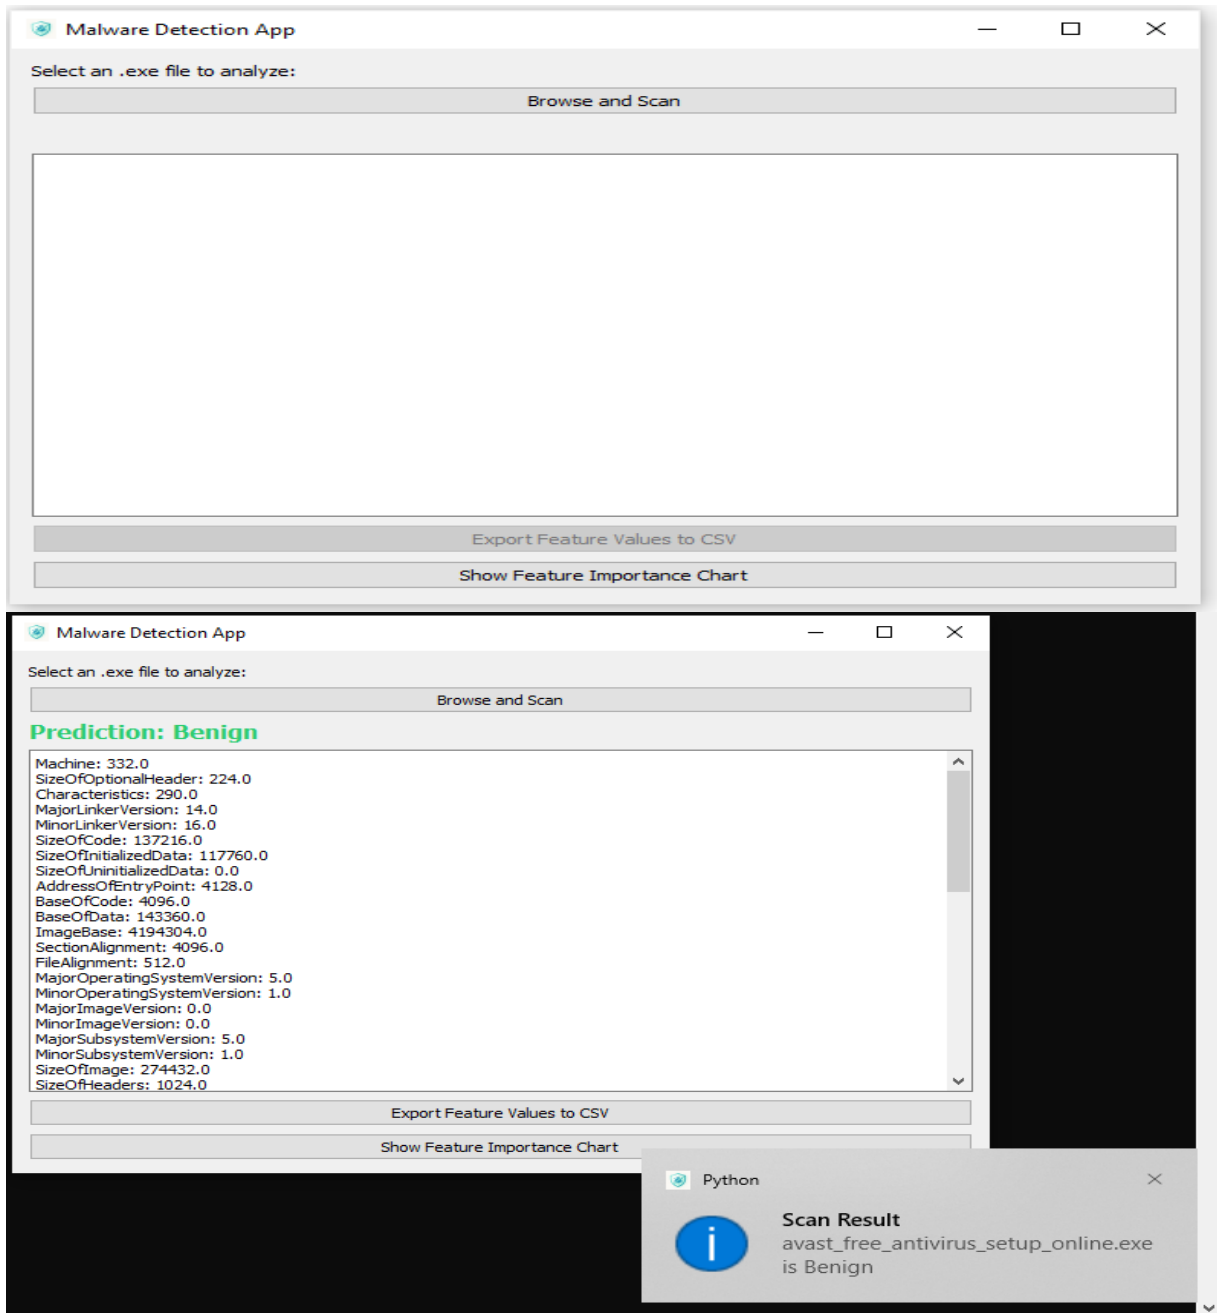 Malware Detection App
Select an .exe file to analyze:
Browse and Scan
Export Feature Values to CSV
Show Feature Importance Chart
Malware Detection App
Select an .exe file to analyze:
Browse and Scan
Prediction: Benign
Machine: 332.0
SizeOfOptionalHeader: 224.0
Characteristics: 290.0
MajorLinkerVersion: 14.0
MinorLinkerVersion: 16.0
SizeOfCode: 137216.0
SizeOfInitializedData: 117760.0
SizeOfUninitializedData: 0.0
AddressOfEntryPoint: 4128.0
BaseOfCode: 4096.0
BaseOfData: 143360.0
ImageBase: 4194304.0
SectionAlignment: 4096.0
FileAlignment: 512.0
MajorOperatingSystemVersion: 5.0
MinorOperatingSystemVersion: 1.0
MajorImageVersion: 0.0
MinorImageVersion: 0.0
MajorSubsystemVersion: 5.0
MinorSubsystemVersion: 1.0
SizeOfImage: 274432.0
SizeOfHeaders: 1024.0
Export Feature Values to CSV
Show Feature Importance Chart
Python
Scan Result
avast_free_antivirus_setup_online.exe
is Benign